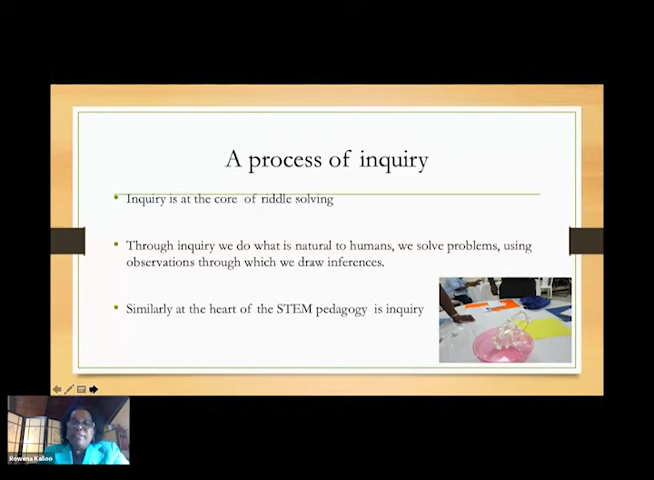 A process of inquiry
• Inquiry is at the core of riddle solving
• Through inquiry we do what is natural to humans, we solve problems, using
observations through which we draw inferences.
• Similarly at the heart of the STEM pedagogy is inquiry
Rowena Kalloo